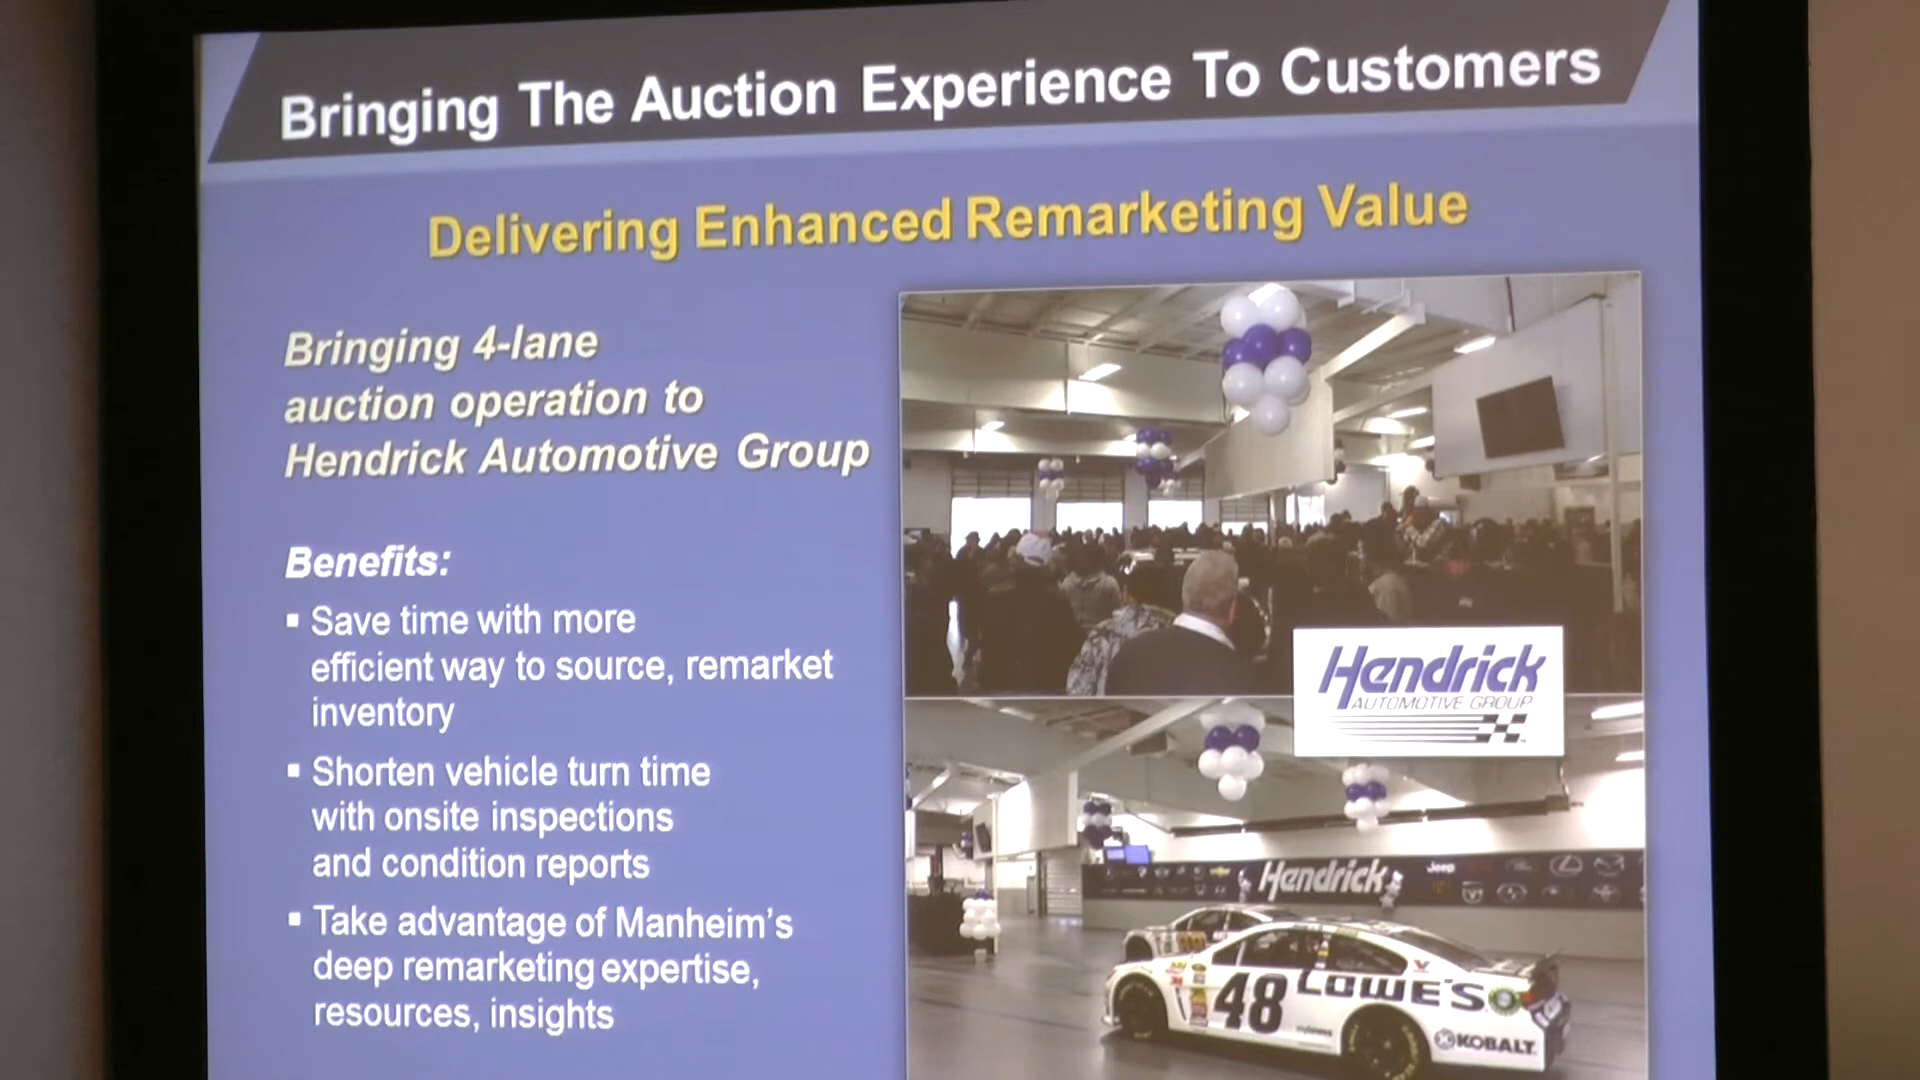 Bringing The Auction Experience To Customers
Delivering Enhanced Remarketing Value
Bringing 4-lane
auction operation to
Hendrick Automotive Group
Benefits:
▪ Save time with more
efficient way to source, remarket
inventory
▪ Shorten vehicle turn time
with onsite inspections
and condition reports
▪ Take advantage of Manheim's
deep remarketing expertise,
resources, insights
Hendrick
AUTOMOTIVE GROUP
Hendrick
Jeep
48 LOWE'S
KOBALT